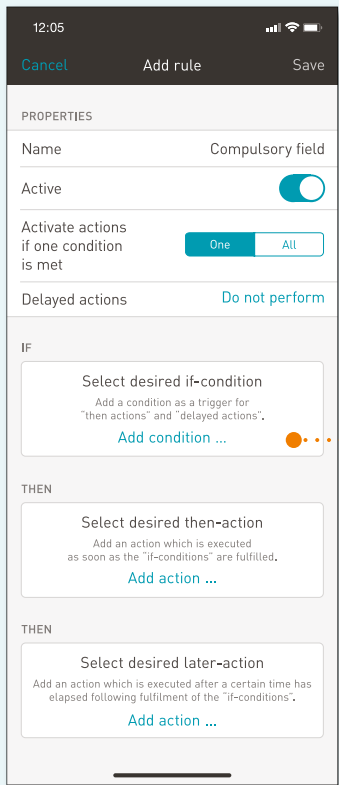 12:05
Cancel Add rule Save
PROPERTIES
Name Compulsory field
Active
Activate actions
if one condition
is met
One All
Delayed actions Do not perform
IF
Select desired if-condition
Add a condition as a trigger for
"then actions" and "delayed actions".
Add condition ...
THEN
Select desired then-action
Add an action which is executed
as soon as the "if-conditions" are fulfilled.
Add action ...
THEN
Select desired later-action
Add an action which is executed after a certain time has
elapsed following fulfilment of the "if-conditions".
Add action ...